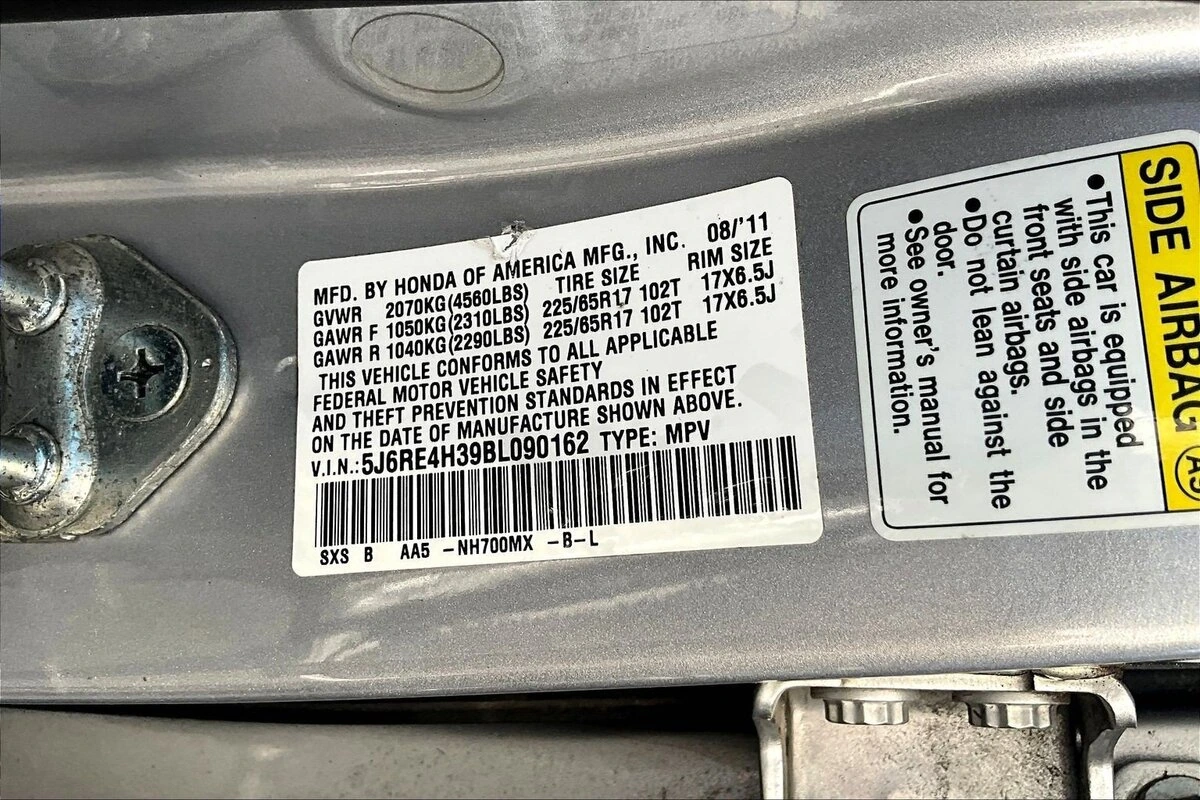 MFD. BY HONDA OF AMERICA MFG., INC. 08/'11
GVWR 2070KG(4560LBS) TIRE SIZE RIM SIZE
GAWR F 1050KG(2310LBS) 225/65R17 102T 17X6.5J
GAWR R 1040KG(2290LBS) 225/65R17 102T 17X6.5J
THIS VEHICLE CONFORMS TO ALL APPLICABLE
FEDERAL MOTOR VEHICLE SAFETY
AND THEFT PREVENTION STANDARDS IN EFFECT
ON THE DATE OF MANUFACTURE SHOWN ABOVE.
V.I.N.: 5J6RE4H39BL090162 TYPE: MPV
SXS B AA5 -NH700MX -B-L
SIDE AIRBAG
•This car is equipped
with side airbags in the
front seats and side
curtain airbags.
•Do not lean against the
door.
•See owner's manual for
more information.